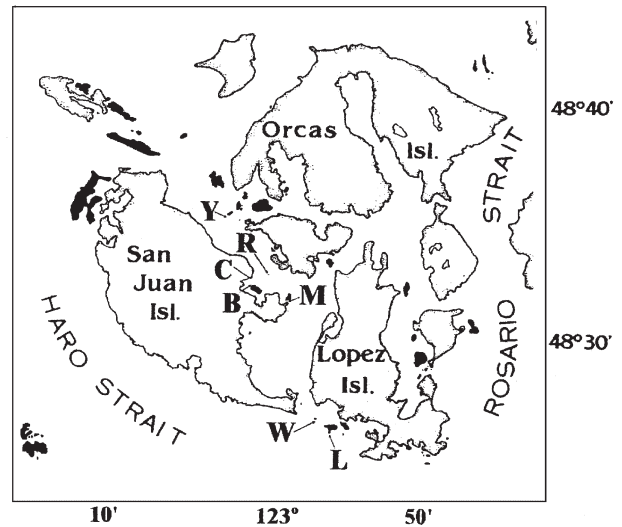 48°40'
Orcas
Isl.
STRAIT
Y
R
San
Juan
Isl.
C
B
M
HARO STRAIT
Lopez
Isl.
48°30'
ROSARIO
W
L
10'
123°
50'